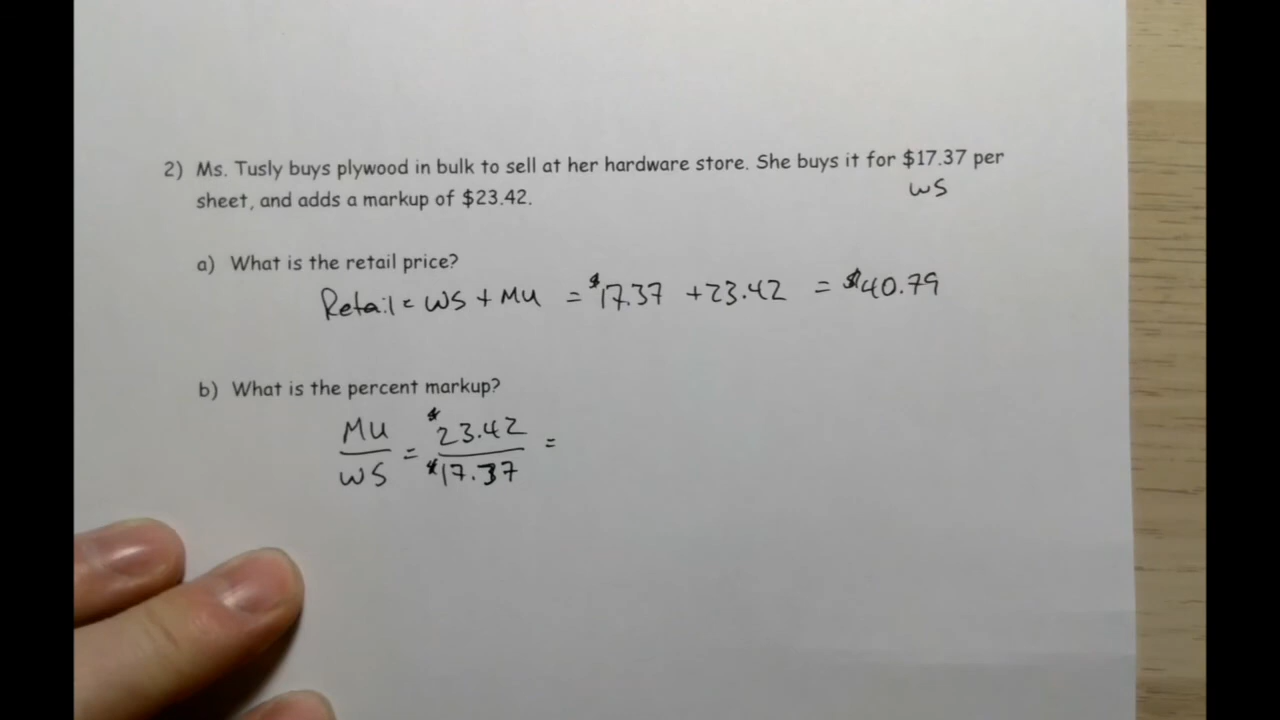 2) Ms. Tusly buys plywood in bulk to sell at her hardware store. She buys it for $17.37 per
sheet, and adds a markup of $23.42.
WS
a) What is the retail price?
Retail = WS + MU = $17.37 + 23.42 = $40.79
b) What is the percent markup?
MU
WS
= $23.42
$17.37
=